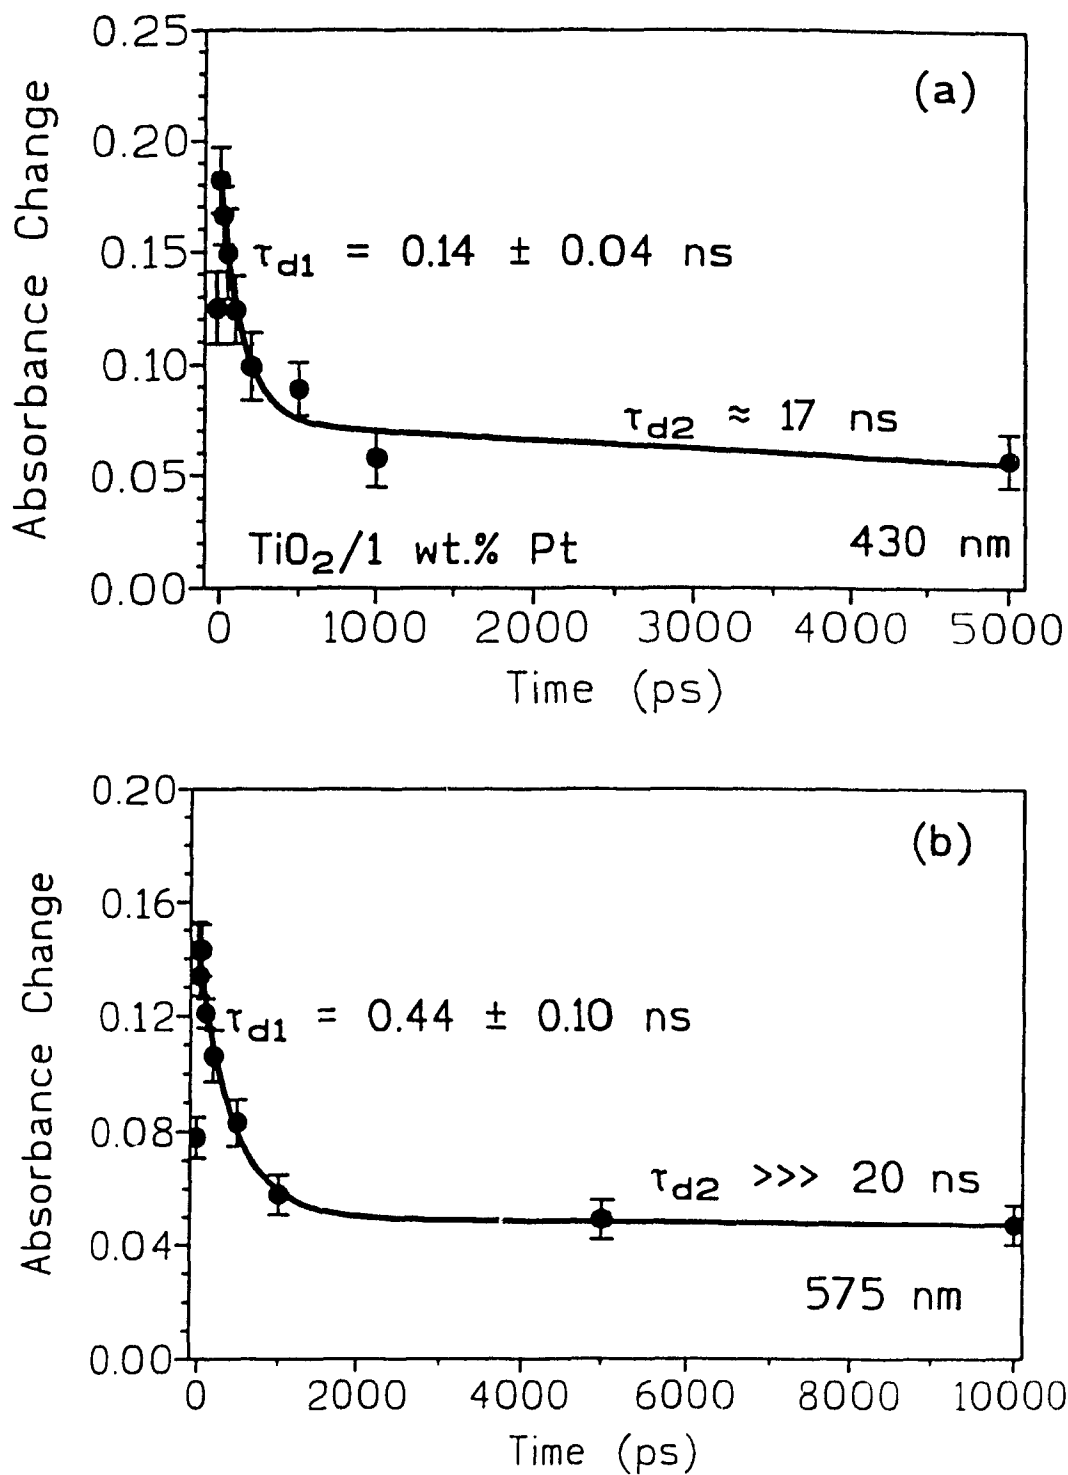 0.25
(a)
0.20
τd1 = 0.14 ± 0.04 ns
0.15
0.10
τd2 ≈ 17 ns
0.05
TiO2/1 wt.% Pt
430 nm
0.00
Absorbance Change
0 1000 2000 3000 4000 5000
Time (ps)
0.20
(b)
0.16
0.12
τd1 = 0.44 ± 0.10 ns
0.08
τd2 >>> 20 ns
0.04
575 nm
0.00
Absorbance Change
0 2000 4000 6000 8000 10000
Time (ps)